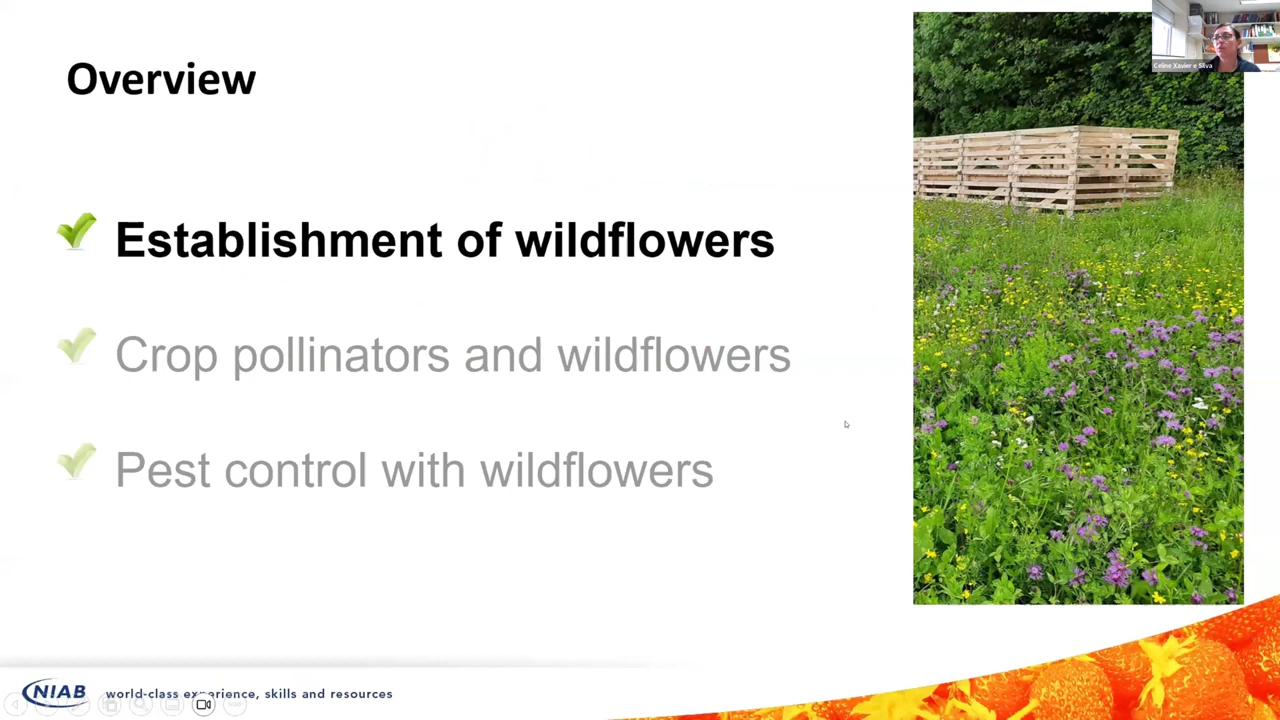 Overview
Celine Xavier e Silva
Establishment of wildflowers
Crop pollinators and wildflowers
Pest control with wildflowers
NIAB world-class experience, skills and resources